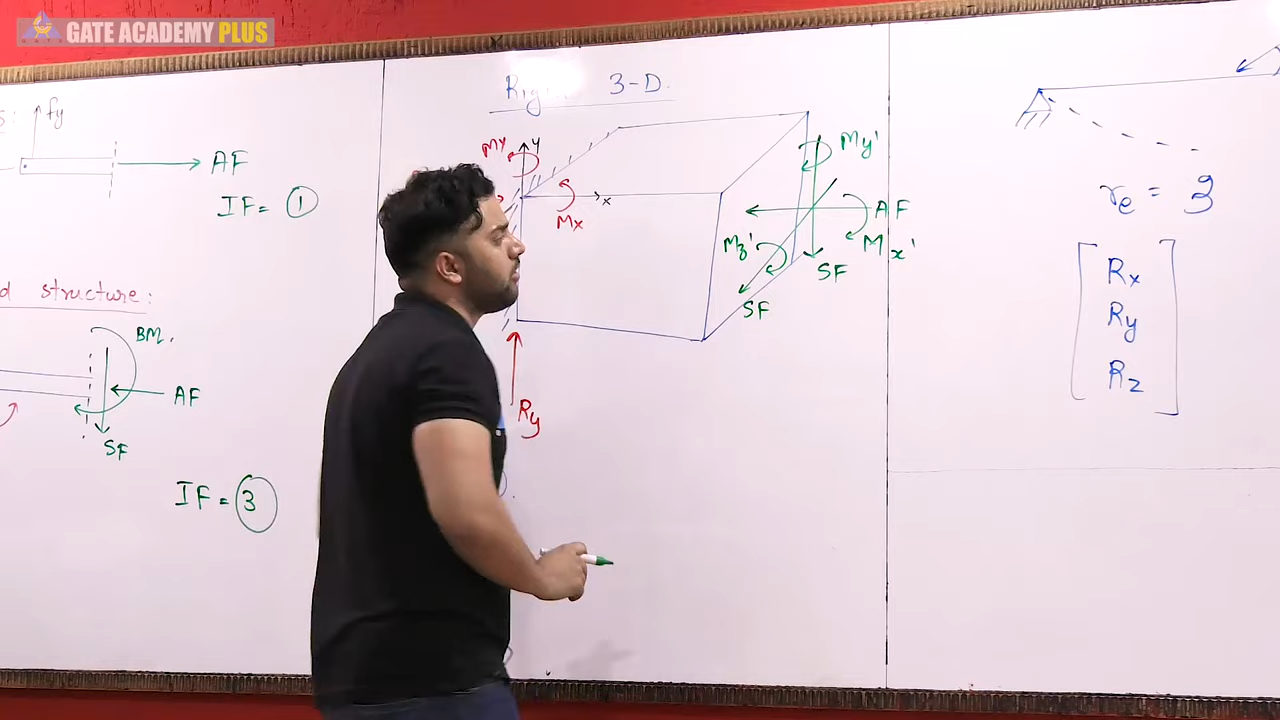 GATE ACADEMY PLUS
s: fy
AF
IF = 1
d structure:
BM.
AF
SF
IF = 3
3-D.
My
y
x
Mx
Ry
My'
AF
Mx'
Mz'
SF
SF
re = 3
Rx
Ry
Rz